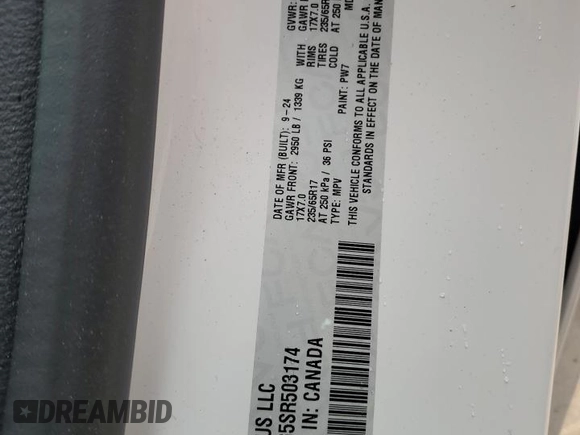 US LLC
DATE OF MFR (BUILT): 9-24
GVWR:
GAWR FRONT: 2950 LB / 1339 KG
WITH
GAWR
17X7.0
RIMS
17X7.0
235/65R17
TIRES
235/65R
AT 250 kPa / 36 PSI
COLD
AT 250
TYPE: MPV
PAINT: PW7
MD
THIS VEHICLE CONFORMS TO ALL APPLICABLE U.S.A.
STANDARDS IN EFFECT ON THE DATE OF MAN
5SR503174
IN: CANADA
DREAMBID